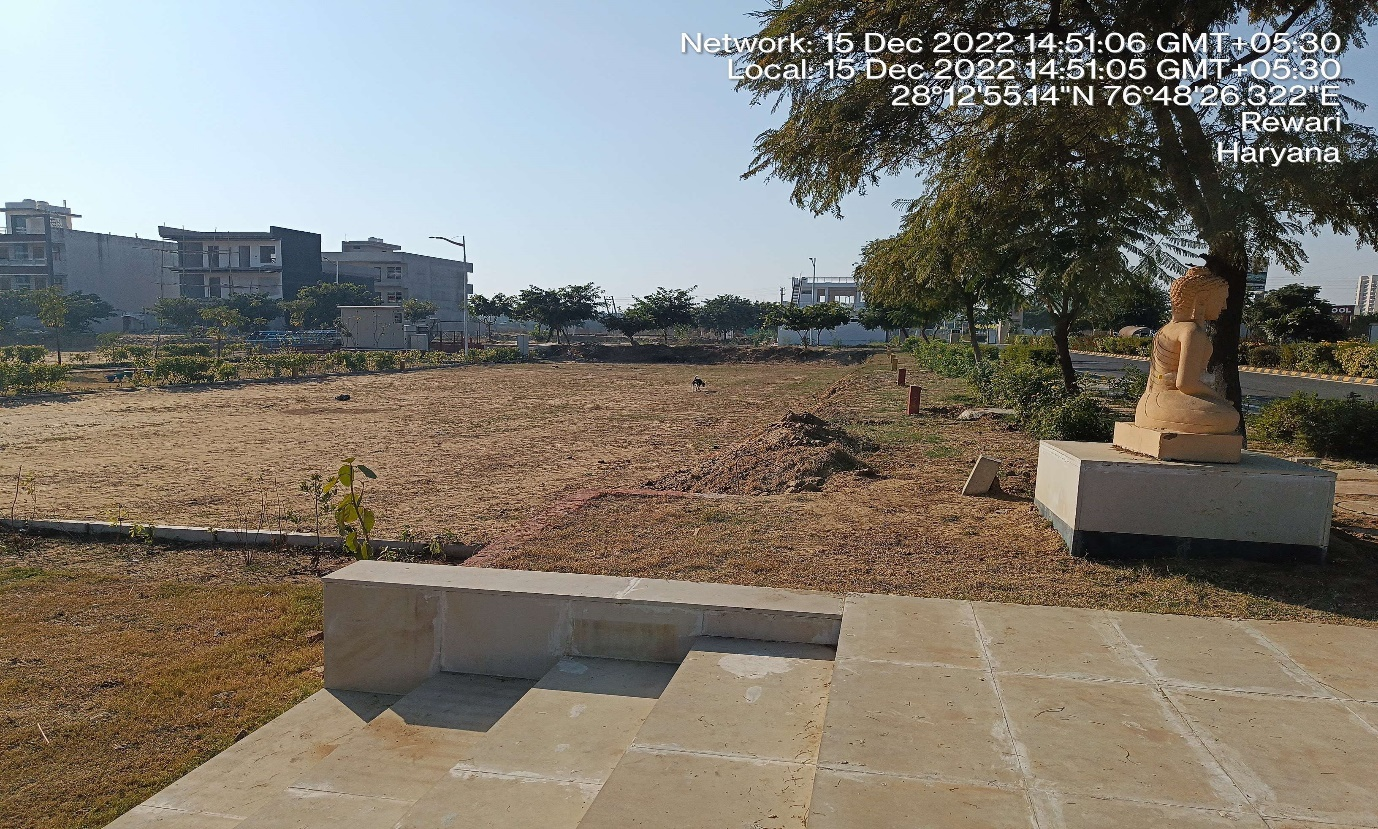 Network: 15 Dec 2022 14:51:06 GMT+05:30
Local: 15 Dec 2022 14:51:05 GMT+05:30
28°12'55.14"N 76°48'26.322"E
Rewari
Haryana
OOL